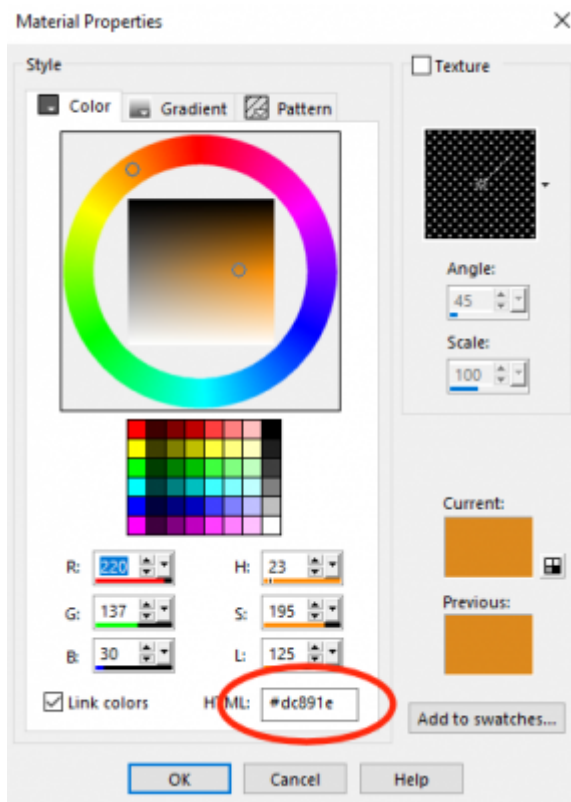 Material Properties
Style
Color
Gradient
Pattern
Texture
Angle:
45
Scale:
100
R: 220
H: 23
G: 137
S: 195
B: 30
L: 125
Link colors
HTML: #dc891e
Current:
Previous:
Add to swatches...
OK
Cancel
Help